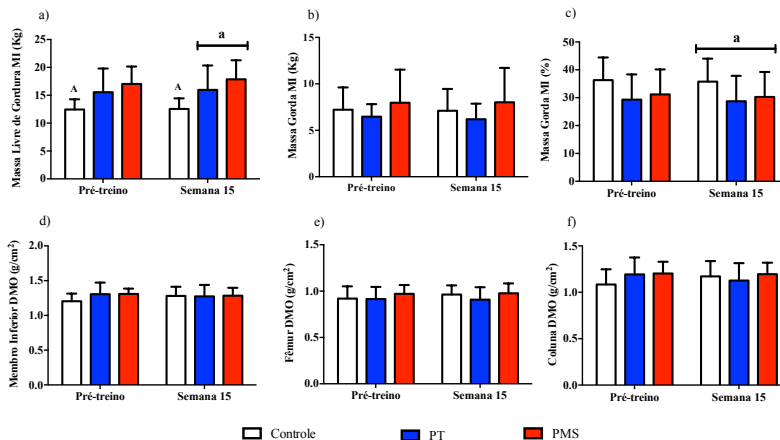 a)
Massa Livre de Gordura MI (Kg)
25
20
15
10
5
0
A
A
a
Pré-treino
Semana 15
b)
Massa Gorda MI (Kg)
15
10
5
0
Pré-treino
Semana 15
c)
Massa Gorda MI (%)
50
40
30
20
10
0
a
Pré-treino
Semana 15
d)
Membro Inferior DMO (g/cm²)
2.0
1.5
1.0
0.5
0.0
Pré-treino
Semana 15
e)
Fêmur DMO (g/cm²)
1.5
1.0
0.5
0.0
Pré-treino
Semana 15
f)
Coluna DMO (g/cm²)
1.5
1.0
0.5
0.0
Pré-treino
Semana 15
Controle
PT
PMS